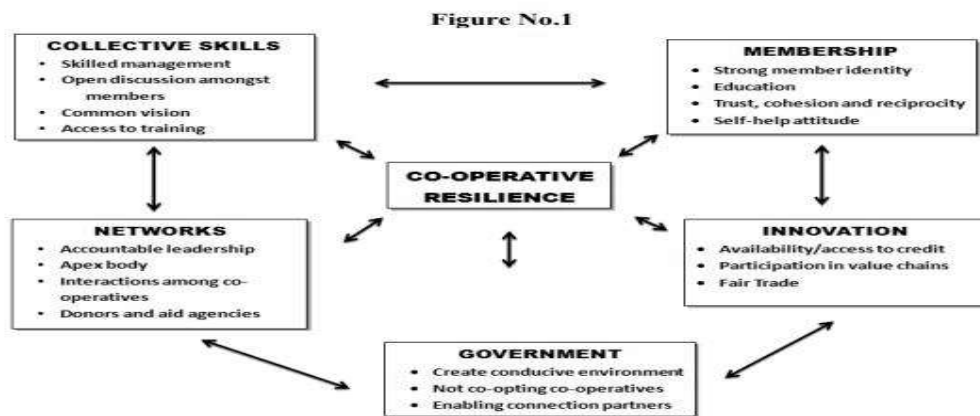 Figure No.1
COLLECTIVE SKILLS
• Skilled management
• Open discussion amongst
members
• Common vision
• Access to training
MEMBERSHIP
• Strong member identity
• Education
• Trust, cohesion and reciprocity
• Self-help attitude
CO-OPERATIVE
RESILIENCE
NETWORKS
• Accountable leadership
• Apex body
• Interactions among co-
operatives
• Donors and aid agencies
INNOVATION
• Availability/access to credit
• Participation in value chains
• Fair Trade
GOVERNMENT
• Create conducive environment
• Not co-opting co-operatives
• Enabling connection partners